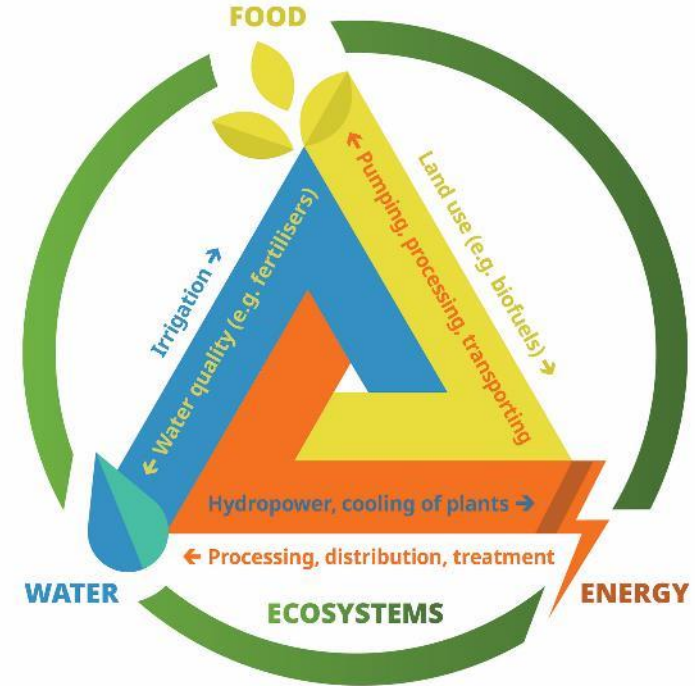 FOOD
Irrigation →
← Water quality (e.g. fertilisers)
← Pumping, processing, transporting
Land use (e.g. biofuels) →
Hydropower, cooling of plants →
← Processing, distribution, treatment
WATER
ECOSYSTEMS
ENERGY